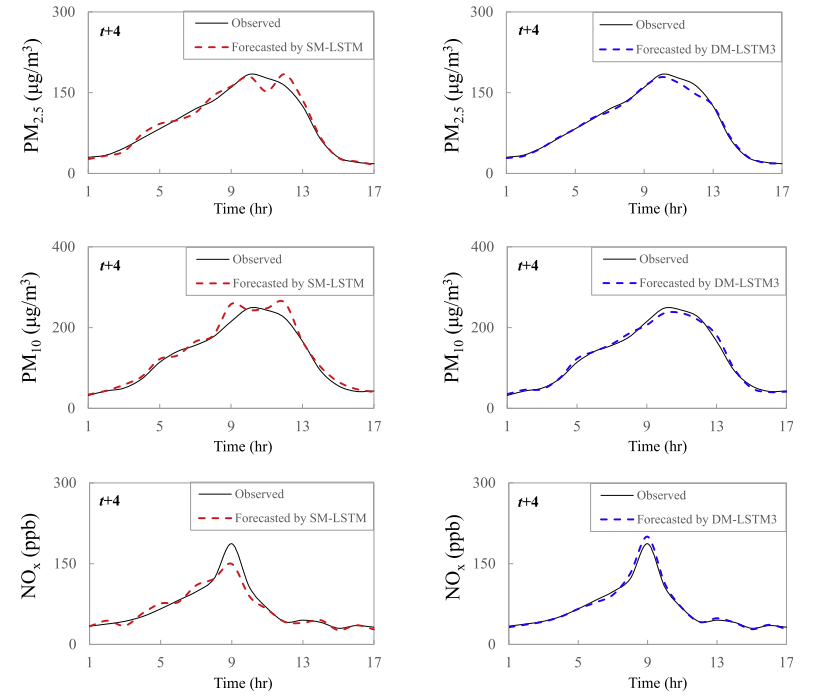 300
t+4
Observed
Forecasted by SM-LSTM
150
0
PM2.5 (μg/m3)
1 5 9 13 17
Time (hr)
300
t+4
Observed
Forecasted by DM-LSTM3
150
0
PM2.5 (μg/m3)
1 5 9 13 17
Time (hr)
400
t+4
Observed
Forecasted by SM-LSTM
200
0
PM10 (μg/m3)
1 5 9 13 17
Time (hr)
400
t+4
Observed
Forecasted by DM-LSTM3
200
0
PM10 (μg/m3)
1 5 9 13 17
Time (hr)
300
t+4
Observed
Forecasted by SM-LSTM
150
0
NOx (ppb)
1 5 9 13 17
Time (hr)
300
t+4
Observed
Forecasted by DM-LSTM3
150
0
NOx (ppb)
1 5 9 13 17
Time (hr)